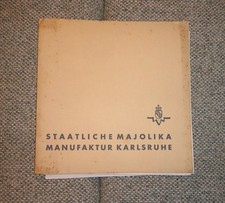 STAATLICHE MAJOLIKA
MANUFAKTUR KARLSRUHE